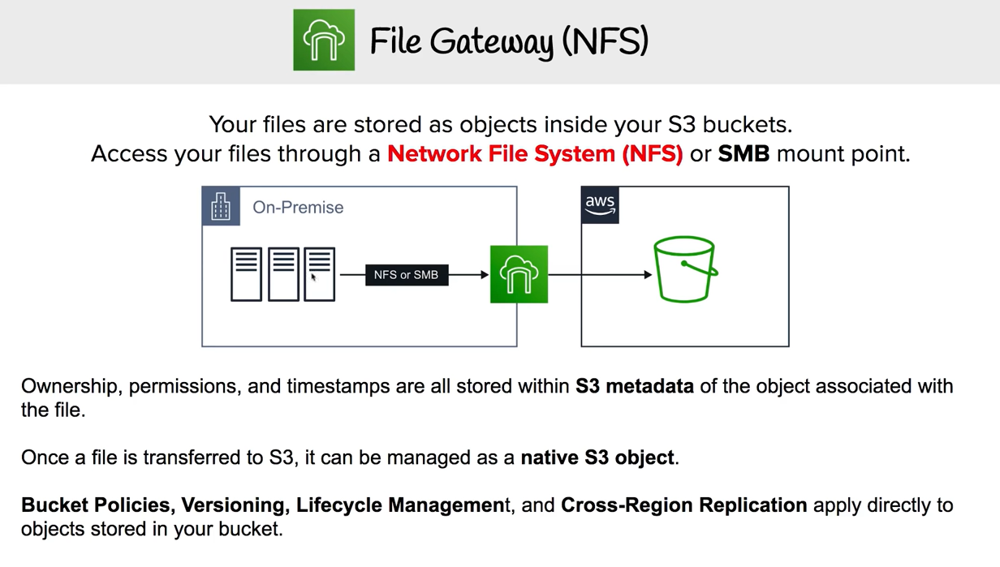 File Gateway (NFS)
Your files are stored as objects inside your S3 buckets.
Access your files through a Network File System (NFS) or SMB mount point.
On-Premise
aws
NFS or SMB
Ownership, permissions, and timestamps are all stored within S3 metadata of the object associated with
the file.
Once a file is transferred to S3, it can be managed as a native S3 object.
Bucket Policies, Versioning, Lifecycle Management, and Cross-Region Replication apply directly to
objects stored in your bucket.